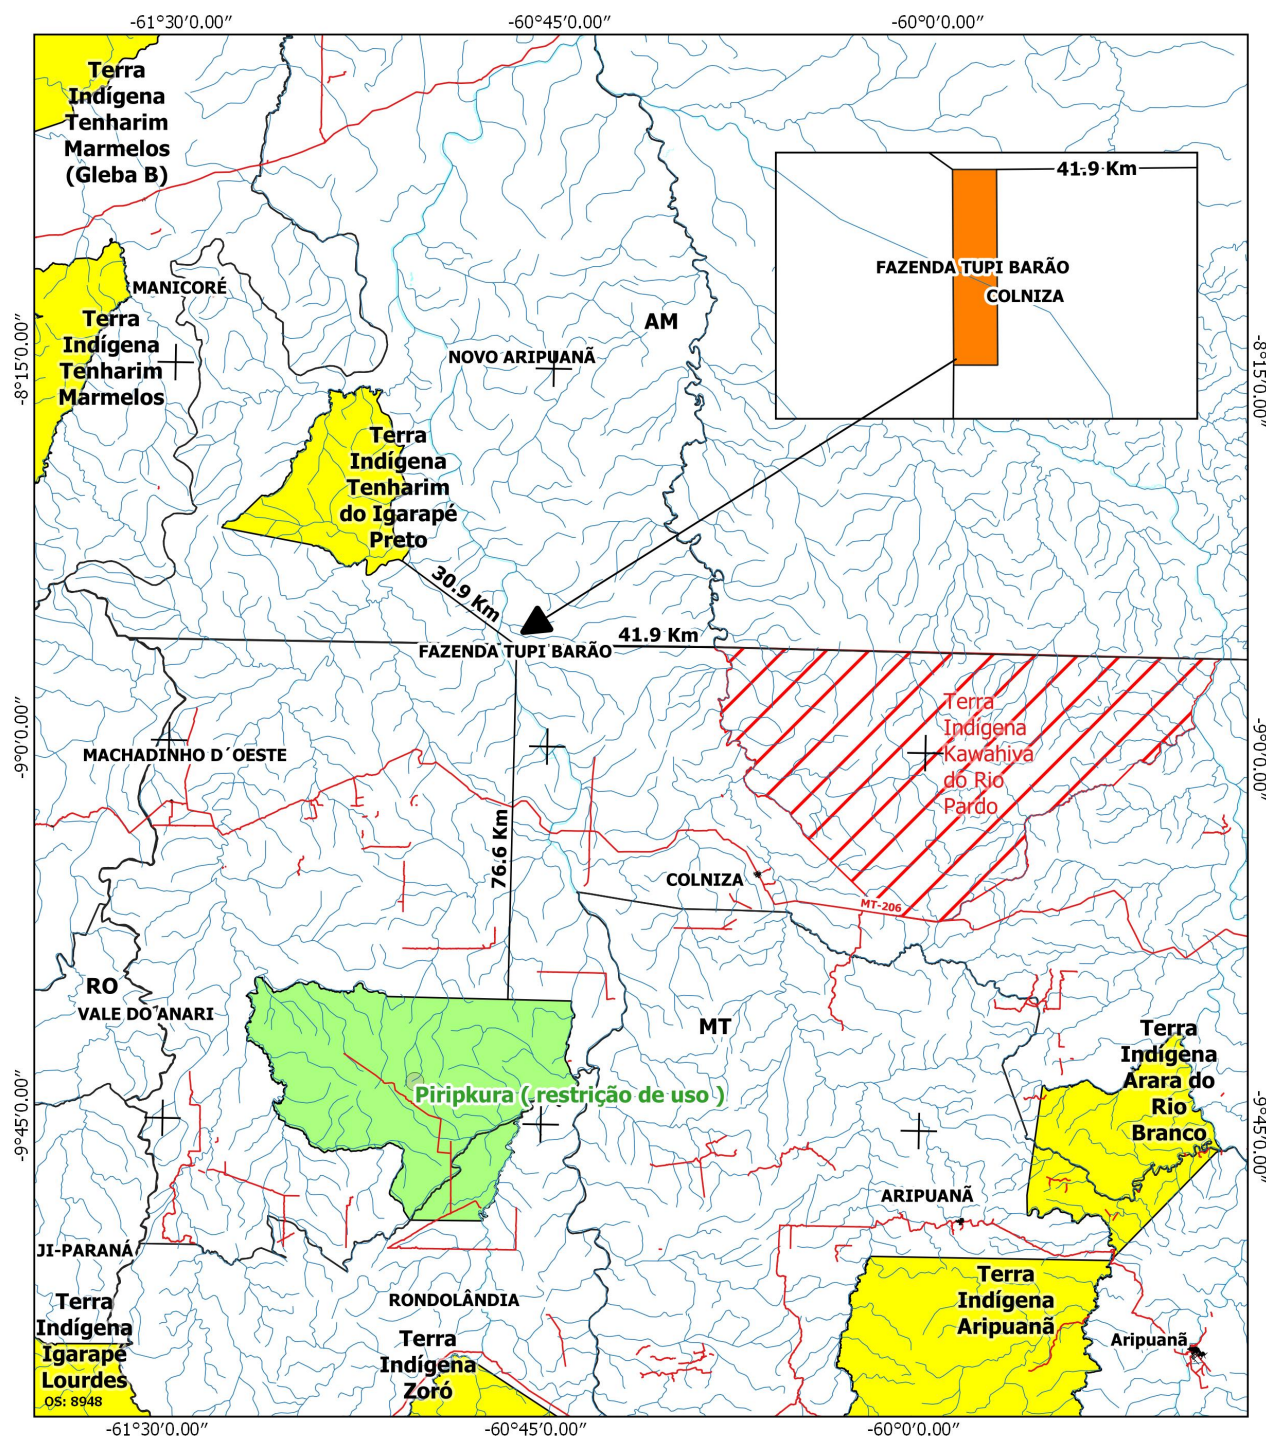 -61°30′0.00″
-60°45′0.00″
-60°0′0.00″
Terra
Indígena
Tenharim
Marmelos
(Gleba B)
41.9 Km
FAZENDA TUPI BARÃO
COLNIZA
MANICORÉ
Terra
Indígena
Tenharim
Marmelos
AM
NOVO ARIPUANÃ
-8°15′0.00″
-8°15′0.00″
Terra
Indígena
Tenharim
do Igarapé
Preto
30.9 Km
41.9 Km
FAZENDA TUPI BARÃO
Terra
Indígena
Kawahiva
do Rio
Pardo
-9°0′0.00″
-9°0′0.00″
MACHADINHO D´OESTE
76.6 Km
COLNIZA
MT-206
RO
VALE DO ANARI
MT
Terra
Indígena
Arara do
Rio
Branco
Piripkura ( restrição de uso )
-9°45′0.00″
-9°45′0.00″
ARIPUANÃ
JI-PARANÁ
Terra
Indígena
Igarapé
Lourdes
OS: 8948
RONDOLÂNDIA
Terra
Indígena
Zoró
Terra
Indígena
Aripuanã
Aripuanã
-61°30′0.00″
-60°45′0.00″
-60°0′0.00″